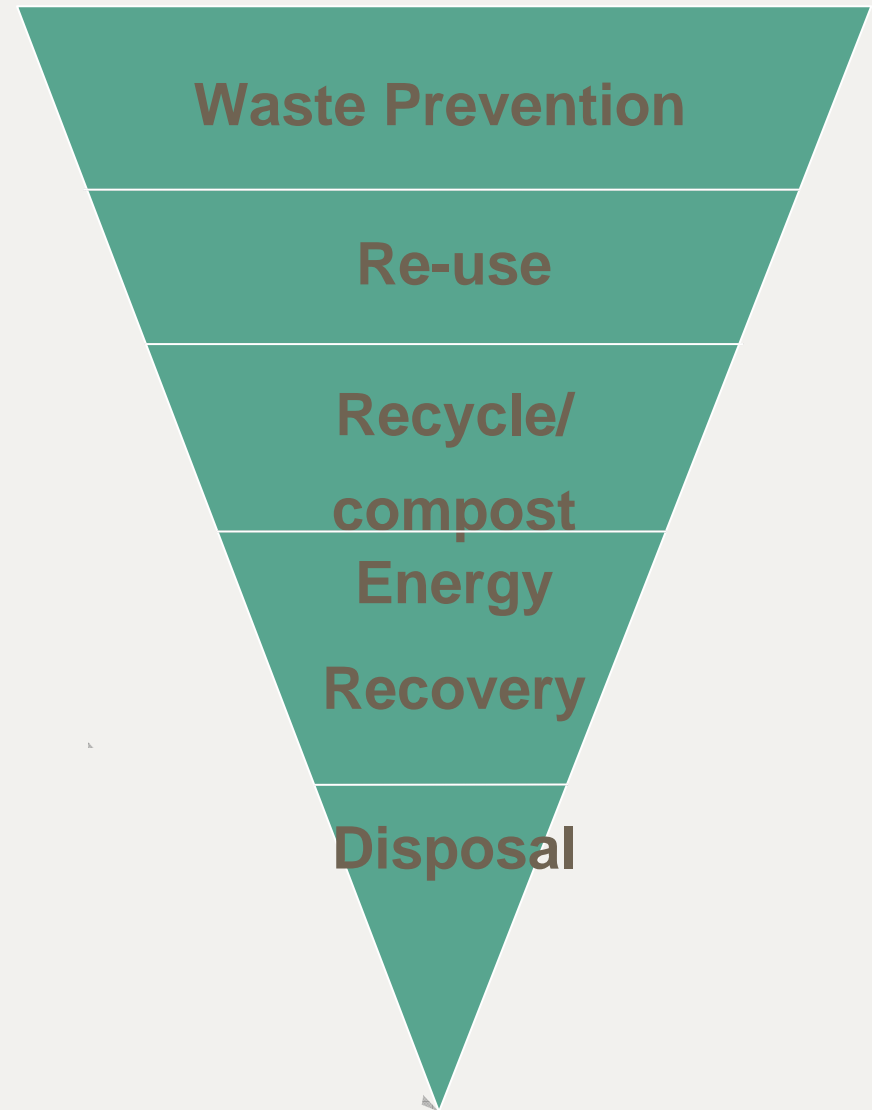 Waste Prevention
Re-use
Recycle/
compost
Energy
Recovery
Disposal